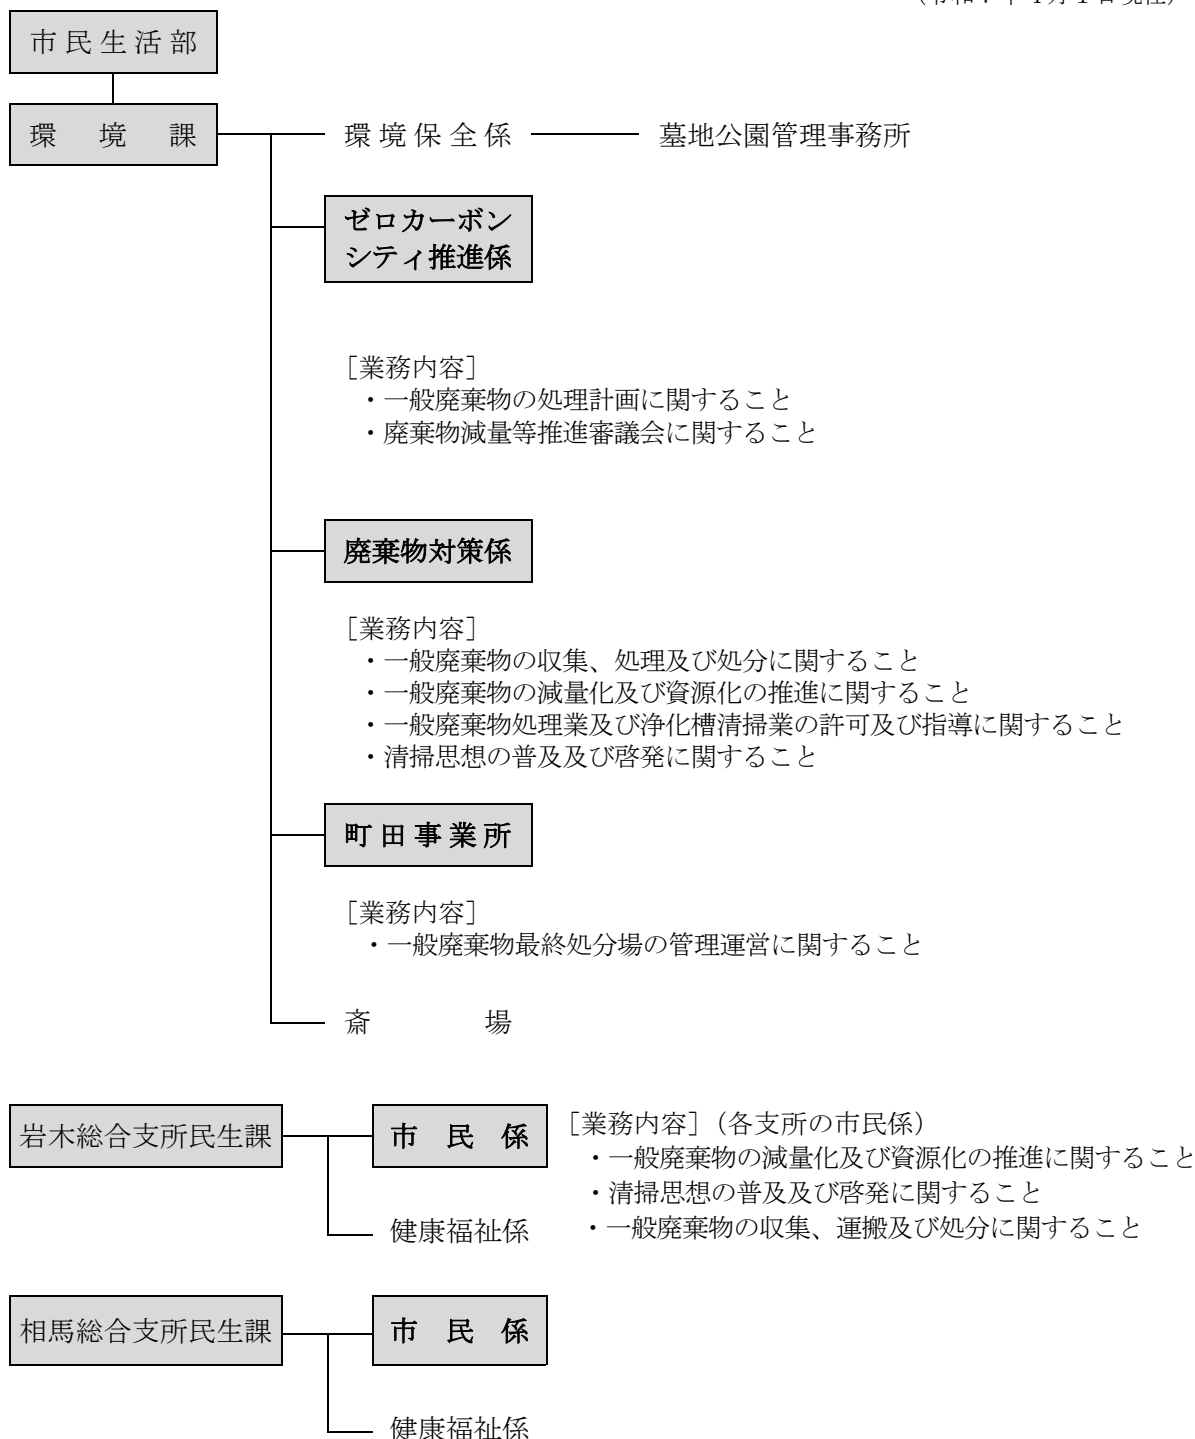 市民生活部
環境課
環境保全係
墓地公園管理事務所
ゼロカーボン
シティ推進係
［業務内容］
・一般廃棄物の処理計画に関すること
・廃棄物減量等推進審議会に関すること
廃棄物対策係
［業務内容］
・一般廃棄物の収集、処理及び処分に関すること
・一般廃棄物の減量化及び資源化の推進に関すること
・一般廃棄物処理業及び浄化槽清掃業の許可及び指導に関すること
・清掃思想の普及及び啓発に関すること
町田事業所
［業務内容］
・一般廃棄物最終処分場の管理運営に関すること
斎場
岩木総合支所民生課
市民係
健康福祉係
［業務内容］（各支所の市民係）
・一般廃棄物の減量化及び資源化の推進に関すること
・清掃思想の普及及び啓発に関すること
・一般廃棄物の収集、運搬及び処分に関すること
相馬総合支所民生課
市民係
健康福祉係